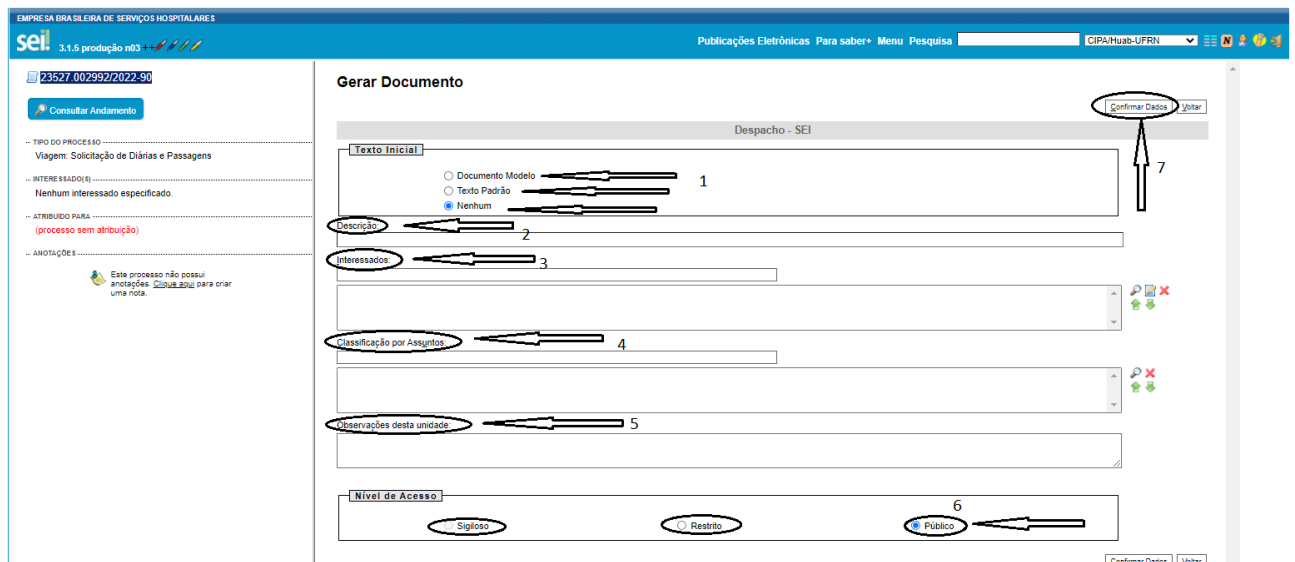 EMPRESA BRASILEIRA DE SERVIÇOS HOSPITALARES
sei! 3.1.5 produção n03 ++
Publicações Eletrônicas Para saber+ Menu Pesquisa CIPA/Huab-UFRN N
23527.002992/2022-90
Consultar Andamento
TIPO DO PROCESSO
Viagem: Solicitação de Diárias e Passagens
INTERESSADO(S)
Nenhum interessado especificado.
ATRIBUÍDO PARA
(processo sem atribuição)
ANOTAÇÕES
Este processo não possui
anotações. Clique aqui para criar
uma nota.
Gerar Documento
Confirmar Dados Voltar
7
Despacho - SEI
Texto Inicial
Documento Modelo
1
Texto Padrão
Nenhum
Descrição:
2
Interessados:
3
Classificação por Assuntos:
4
Observações desta unidade:
5
Nível de Acesso
6
Sigiloso Restrito Público
Confirmar Dados Voltar